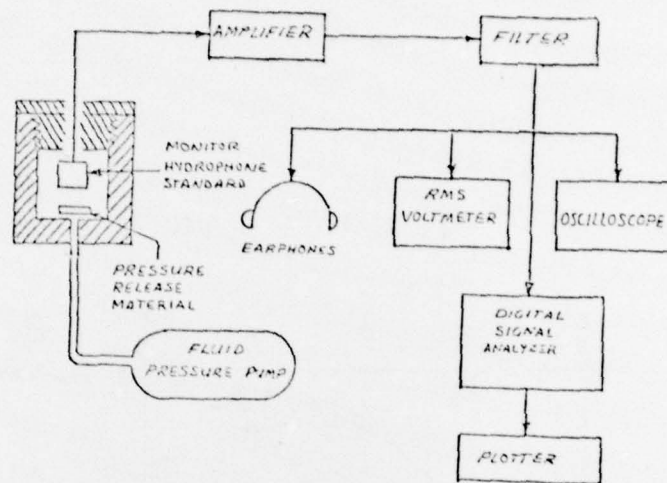 AMPLIFIER
FILTER
MONITOR
HYDROPHONE
STANDARD
EARPHONES
RMS
VOLTMETER
OSCILLOSCOPE
PRESSURE
RELEASE
MATERIAL
DIGITAL
SIGNAL
ANALYZER
FLUID
PRESSURE PUMP
PLOTTER